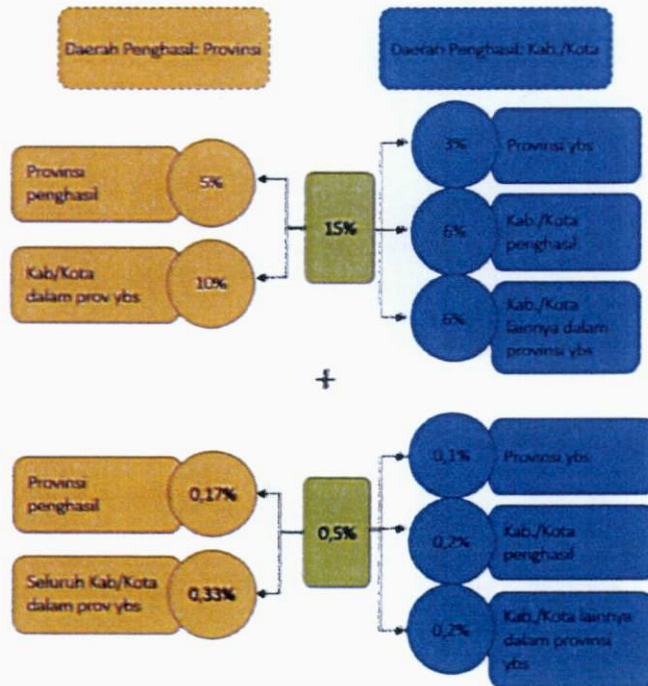 Daerah Penghasil: Provinsi
Daerah Penghasil: Kab./Kota
Provinsi
penghasil
5%
Kab/Kota
dalam prov ybs
10%
15%
3%
Provinsi ybs
6%
Kab./Kota
penghasil
6%
Kab./Kota
lainnya dalam
provinsi ybs
+
Provinsi
penghasil
0,17%
Seluruh Kab/Kota
dalam prov ybs
0,33%
0,5%
0,1%
Provinsi ybs
0,2%
Kab./Kota
penghasil
0,2%
Kab./Kota lainnya
dalam provinsi
ybs